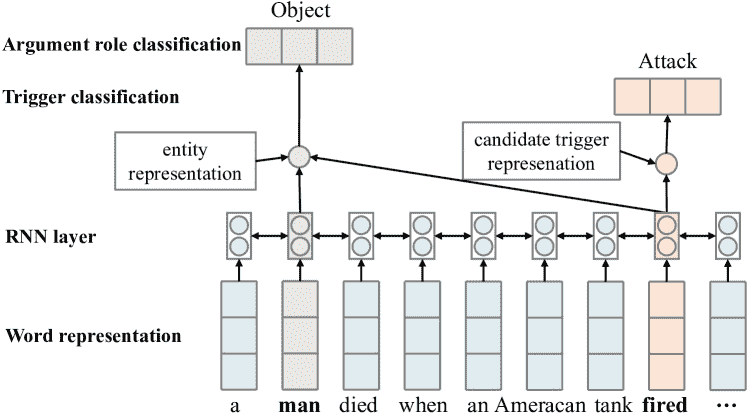 Object
Argument role classification
Attack
Trigger classification
entity
representation
candidate trigger
represenation
RNN layer
Word representation
a man died when an Ameracan tank fired ...